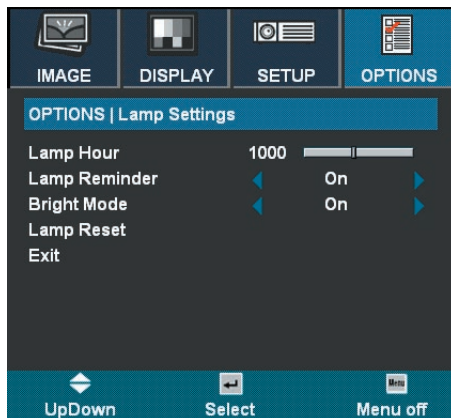 IMAGE DISPLAY SETUP OPTIONS
OPTIONS | Lamp Settings
Lamp Hour 1000
Lamp Reminder On
Bright Mode On
Lamp Reset
Exit
Menu
UpDown Select Menu off